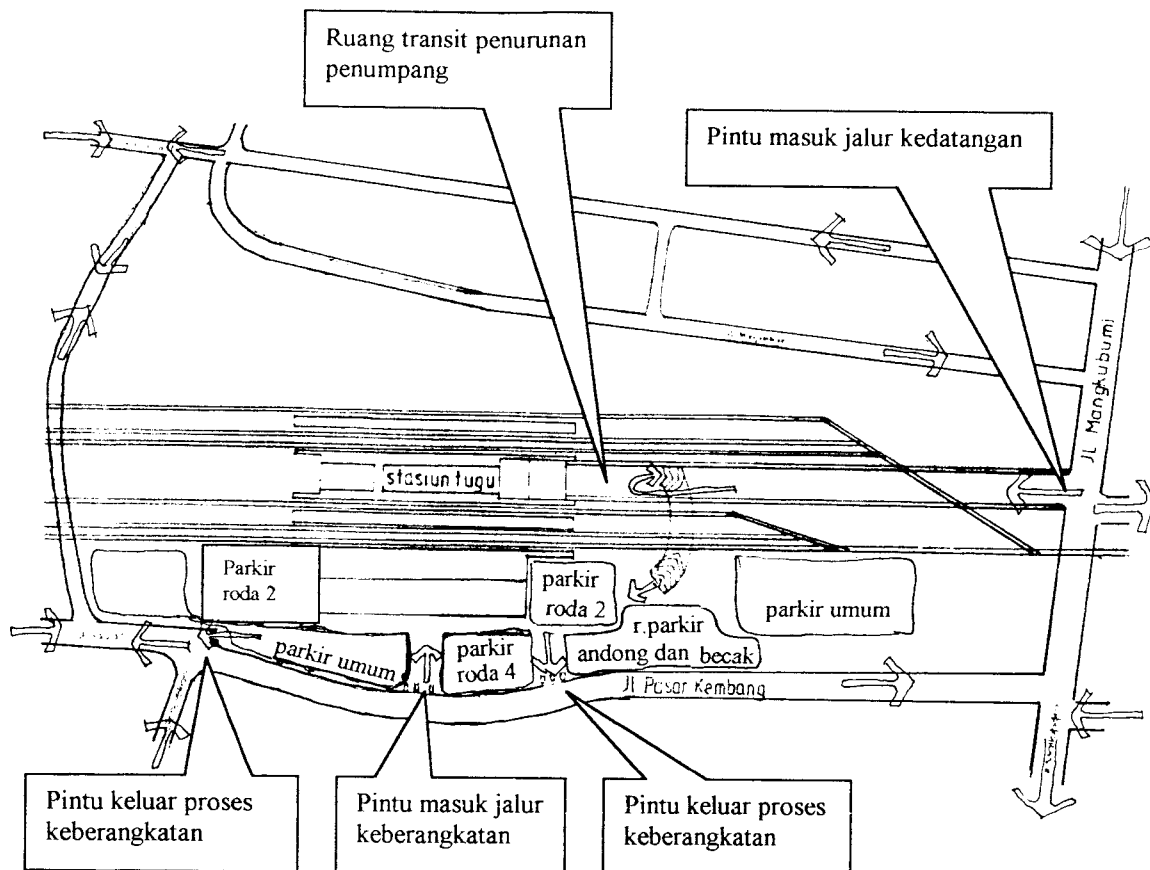 Ruang transit penurunan
penumpang
Pintu masuk jalur kedatangan
Jl Mangkubumi
stasiun tugu
Parkir
roda 2
parkir
roda 2
parkir umum
r.parkir
andong dan becak
parkir umum
parkir
roda 4
Jl Pasar Kembang
Pintu keluar proses
keberangkatan
Pintu masuk jalur
keberangkatan
Pintu keluar proses
keberangkatan